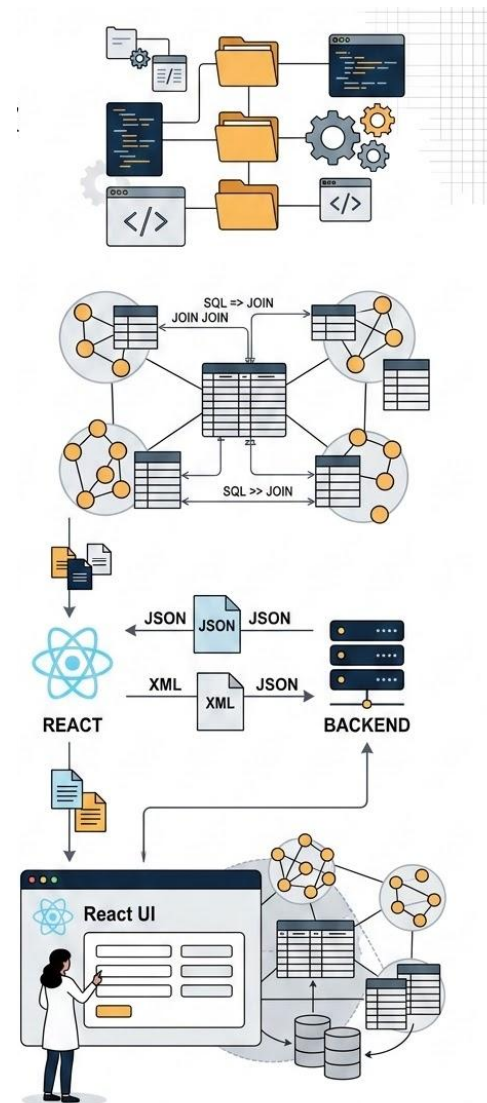 </>
</>
SQL => JOIN
JOIN JOIN
SQL >> JOIN
JSON JSON JSON
XML XML JSON
REACT BACKEND
React UI